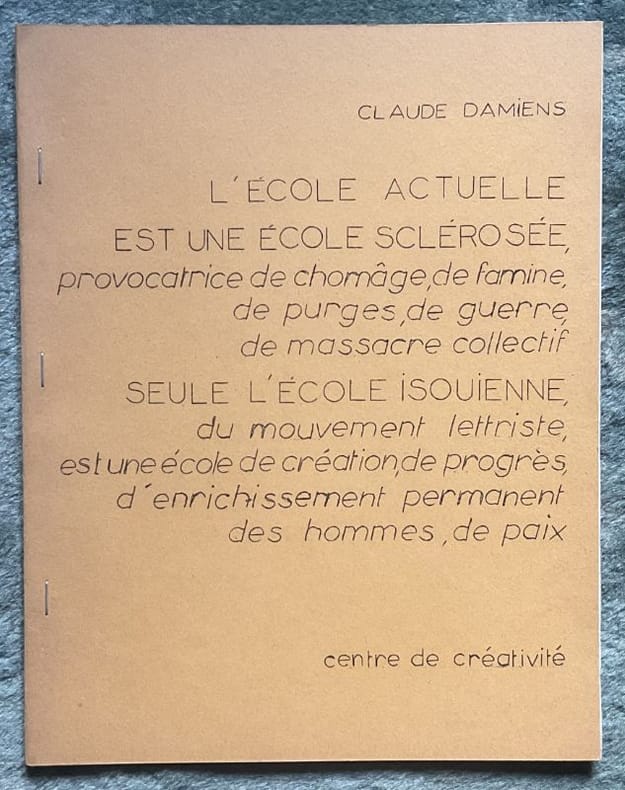 CLAUDE DAMiENS
L'ÉCOLE ACTUELLE
EST UNE ÉCOLE SCLÉROSÉE,
provocatrice de chomâge, de famine,
de purges, de guerre,
de massacre collectif
SEULE L'ÉCOLE iSOUiENNE,
du mouvement lettriste,
est une école de création, de progrès,
d'enrichissement permanent
des hommes, de paix
centre de créativité